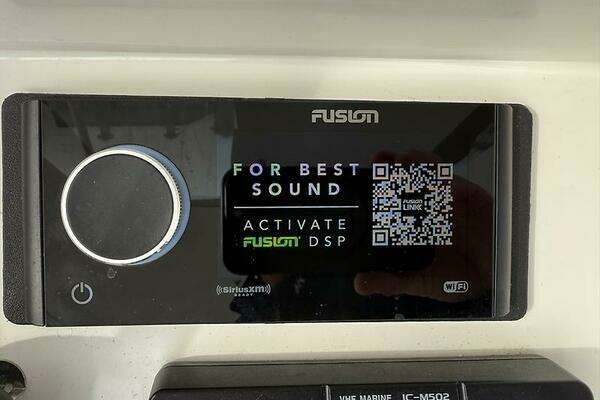 FUSION
FOR BEST
SOUND
ACTIVATE
FUSION® DSP
FUSION
LINK
SiriusXM
READY
WiFi
VHF MARINE IC-M502